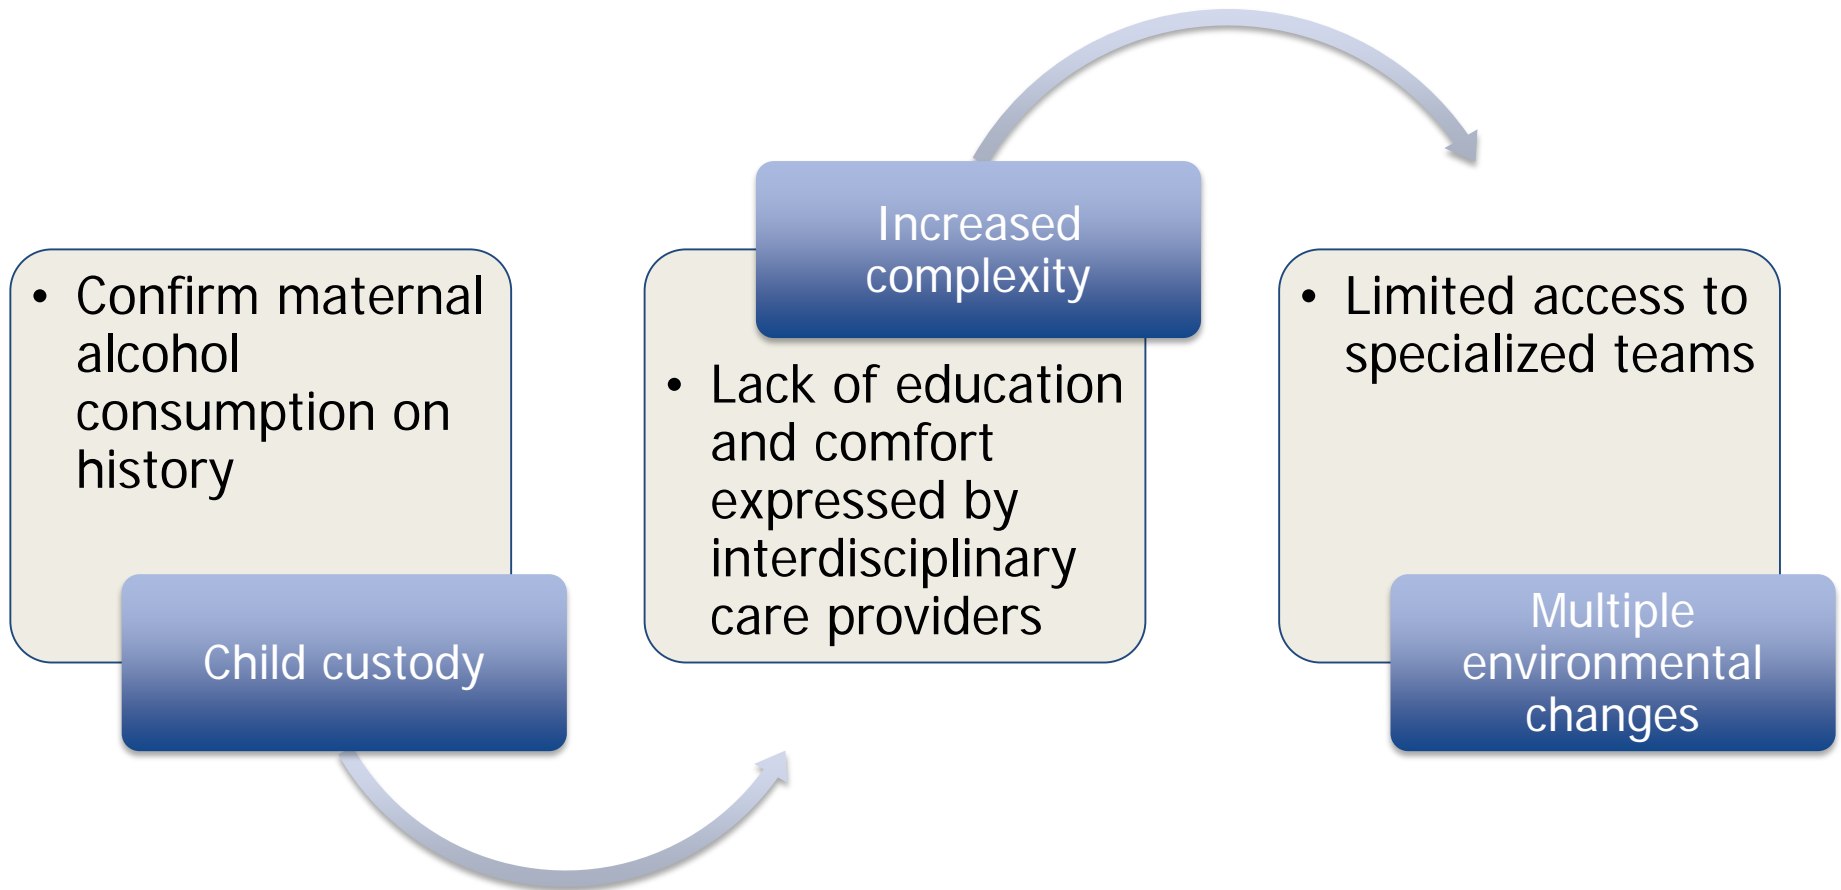 • Confirm maternal
alcohol
consumption on
history
Child custody
Increased
complexity
• Lack of education
and comfort
expressed by
interdisciplinary
care providers
• Limited access to
specialized teams
Multiple
environmental
changes